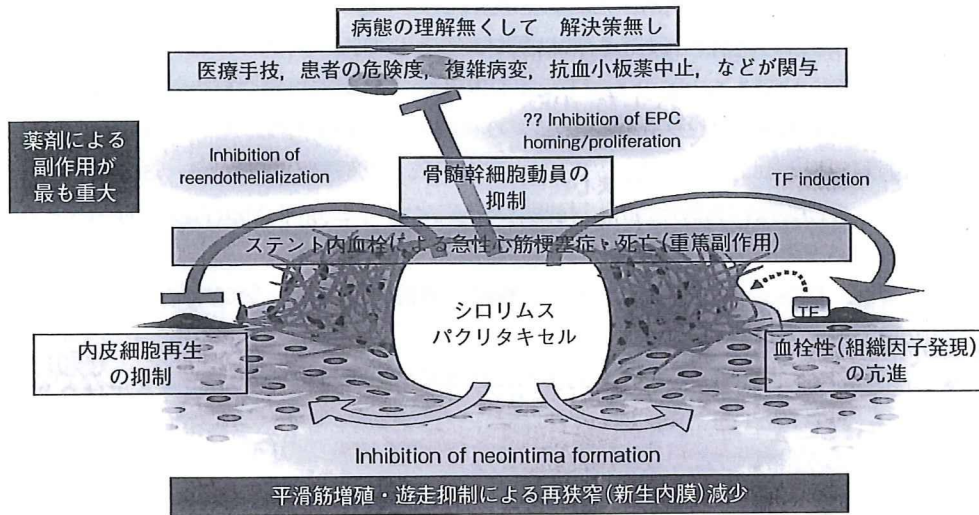 病態の理解無くして 解決策無し
医療手技，患者の危険度，複雑病変，抗血小板薬中止，などが関与
薬剤による
副作用が
最も重大
Inhibition of
reendothelialization
?? Inhibition of EPC
homing/proliferation
骨髄幹細胞動員の
抑制
TF induction
ステント内血栓による急性心筋梗塞症・死亡(重篤副作用)
シロリムス
パクリタキセル
TF
内皮細胞再生
の抑制
血栓性(組織因子発現)
の亢進
Inhibition of neointima formation
平滑筋増殖・遊走抑制による再狭窄(新生内膜)減少